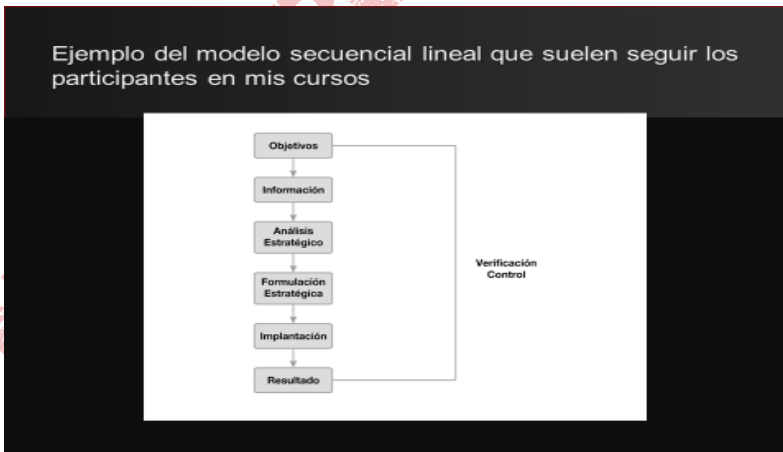 Ejemplo del modelo secuencial lineal que suelen seguir los
participantes en mis cursos
Objetivos
Información
Análisis
Estratégico
Formulación
Estratégica
Implantación
Resultado
Verificación
Control